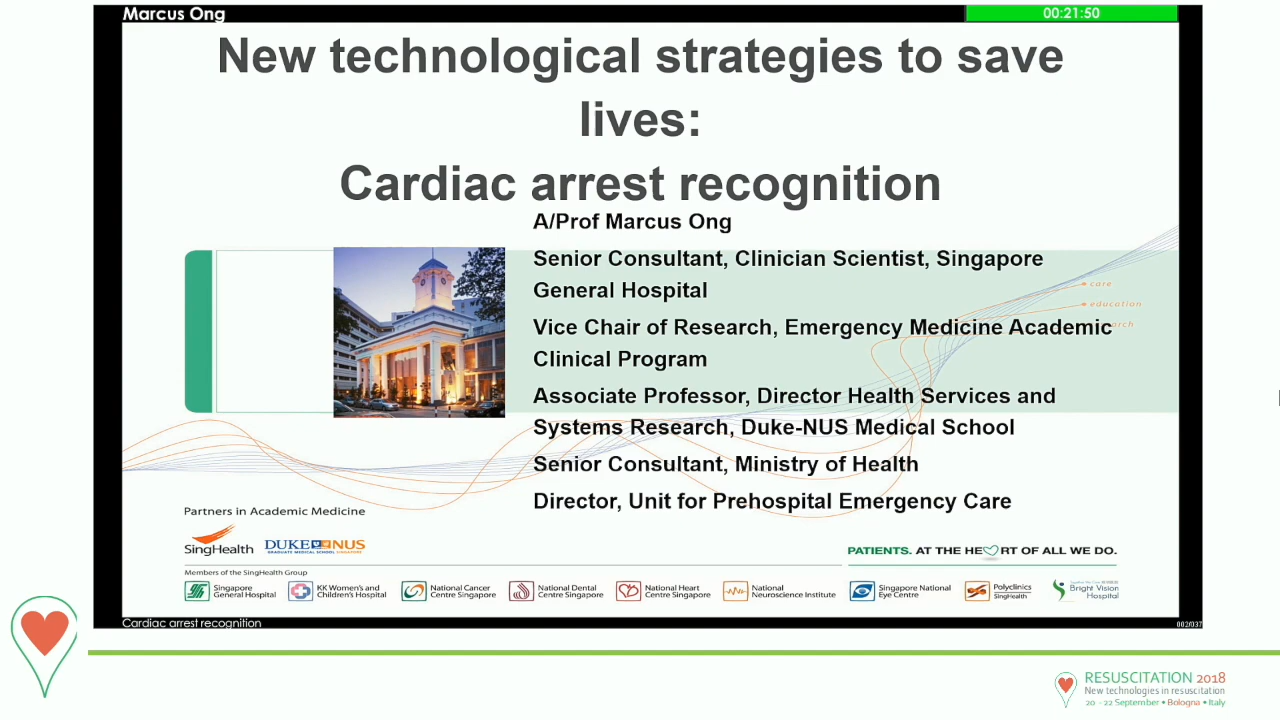 Marcus Ong
00:21:50
New technological strategies to save
lives:
Cardiac arrest recognition
A/Prof Marcus Ong
Senior Consultant, Clinician Scientist, Singapore
General Hospital
care
education
Vice Chair of Research, Emergency Medicine Academic
Clinical Program
Associate Professor, Director Health Services and
Systems Research, Duke-NUS Medical School
Senior Consultant, Ministry of Health
Director, Unit for Prehospital Emergency Care
Partners in Academic Medicine
SingHealth
DUKE NUS
GRADUATE MEDICAL SCHOOL SINGAPORE
PATIENTS. AT THE HEART OF ALL WE DO.
Members of the SingHealth Group
Singapore
General Hospital
KK Women's and
Children's Hospital
National Cancer
Centre Singapore
National Dental
Centre Singapore
National Heart
Centre Singapore
National
Neuroscience Institute
Singapore National
Eye Centre
Polyclinics
SingHealth
Bright Vision
Hospital
Cardiac arrest recognition
002/037
RESUSCITATION 2018
New technologies in resuscitation
20 - 22 September • Bologna • Italy